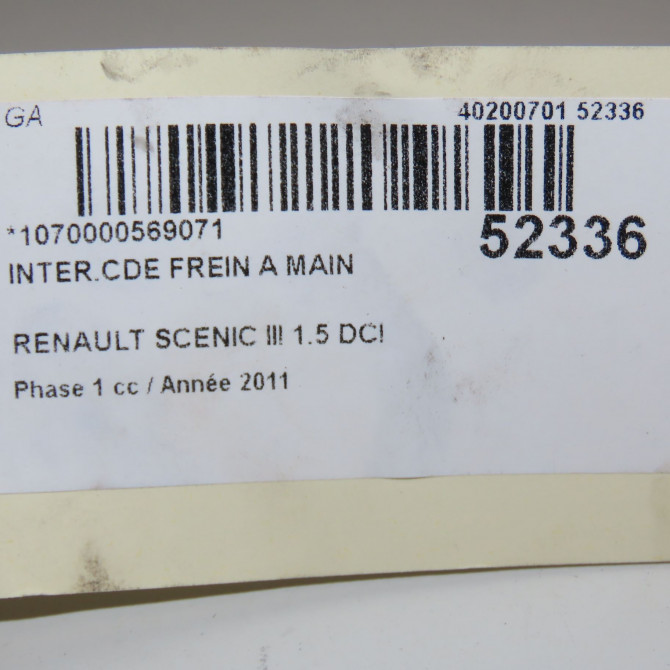 GA
40200701 52336
*1070000569071
52336
INTER.CDE FREIN A MAIN
RENAULT SCENIC III 1.5 DCI
Phase 1 cc / Année 2011